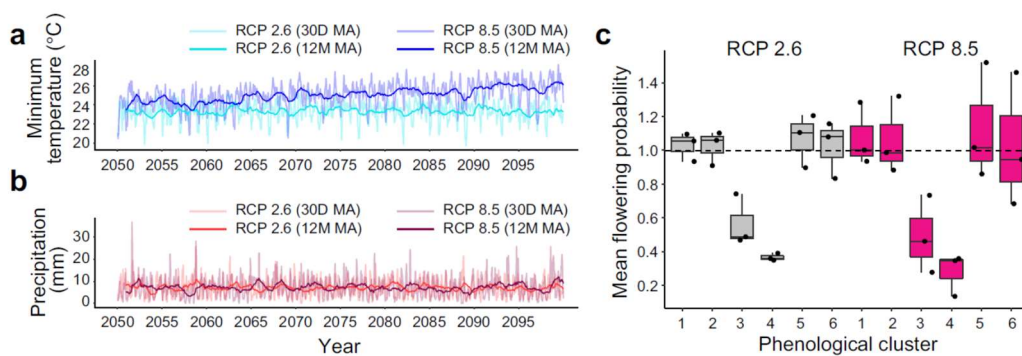 a
RCP 2.6 (30D MA) RCP 8.5 (30D MA)
RCP 2.6 (12M MA) RCP 8.5 (12M MA)
Minimum
temperature (°C)
28
26
24
22
20
2050 2055 2060 2065 2070 2075 2080 2085 2090 2095
b
RCP 2.6 (30D MA) RCP 8.5 (30D MA)
RCP 2.6 (12M MA) RCP 8.5 (12M MA)
Precipitation
(mm)
30
20
10
0
2050 2055 2060 2065 2070 2075 2080 2085 2090 2095
Year
c
RCP 2.6 RCP 8.5
Mean flowering probability
1.4
1.2
1.0
0.8
0.6
0.4
0.2
1 2 3 4 5 6 1 2 3 4 5 6
Phenological cluster